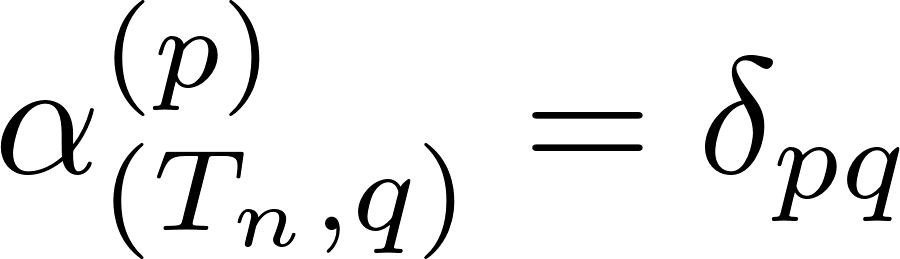 α^{(p)}_{(T_n,q)} = δ_{pq}